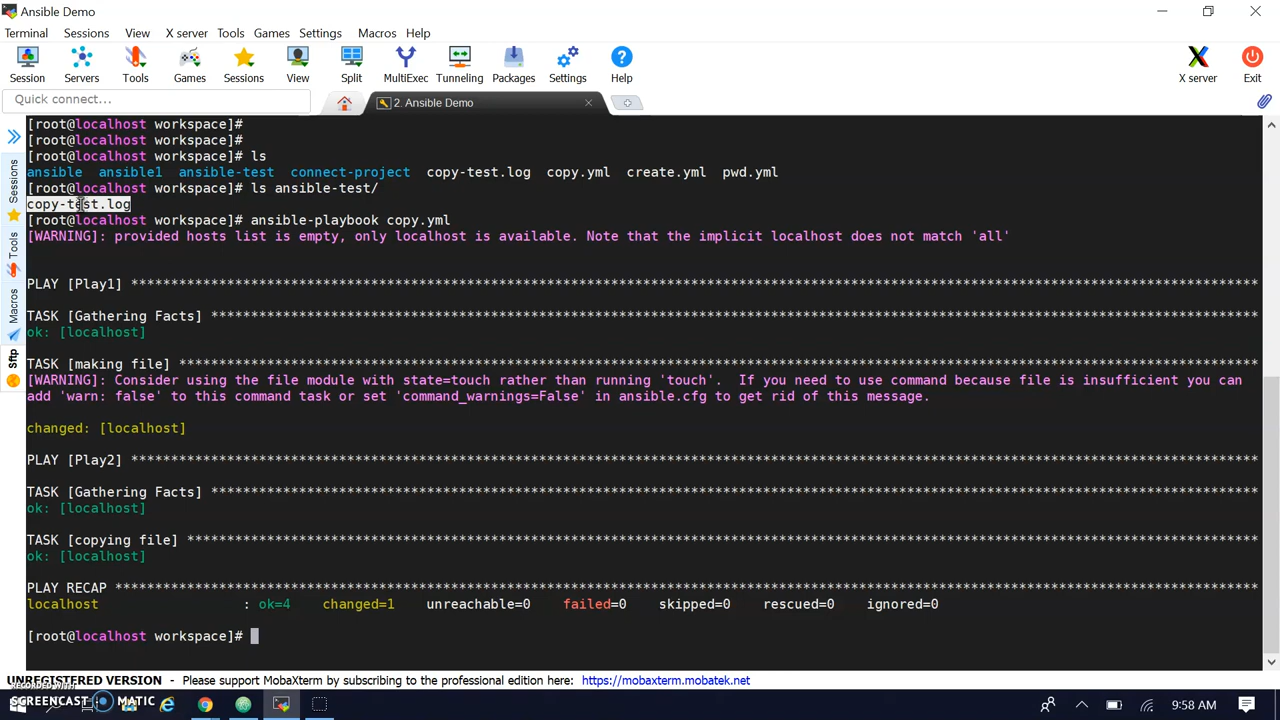 Ansible Demo
Terminal Sessions View X server Tools Games Settings Macros Help
Session Servers Tools Games Sessions View Split MultiExec Tunneling Packages Settings Help X server Exit
Quick connect...
2. Ansible Demo
Sessions
Tools
Macros
Sftp
[root@localhost workspace]#
[root@localhost workspace]#
[root@localhost workspace]# ls
ansible ansible1 ansible-test connect-project copy-test.log copy.yml create.yml pwd.yml
[root@localhost workspace]# ls ansible-test/
copy-test.log
[root@localhost workspace]# ansible-playbook copy.yml
[WARNING]: provided hosts list is empty, only localhost is available. Note that the implicit localhost does not match 'all'
PLAY [Play1] *********************************************************************************************************************************************
TASK [Gathering Facts] ***********************************************************************************************************************************
ok: [localhost]
TASK [making file] ***************************************************************************************************************************************
[WARNING]: Consider using the file module with state=touch rather than running 'touch'. If you need to use command because file is insufficient you can
add 'warn: false' to this command task or set 'command_warnings=False' in ansible.cfg to get rid of this message.
changed: [localhost]
PLAY [Play2] *********************************************************************************************************************************************
TASK [Gathering Facts] ***********************************************************************************************************************************
ok: [localhost]
TASK [copying file] **************************************************************************************************************************************
ok: [localhost]
PLAY RECAP ***********************************************************************************************************************************************
localhost : ok=4 changed=1 unreachable=0 failed=0 skipped=0 rescued=0 ignored=0
[root@localhost workspace]#
UNREGISTERED VERSION - Please support MobaXterm by subscribing to the professional edition here: https://mobaxterm.mobatek.net
RECORDED WITH
SCREENCAST MATIC
9:58 AM